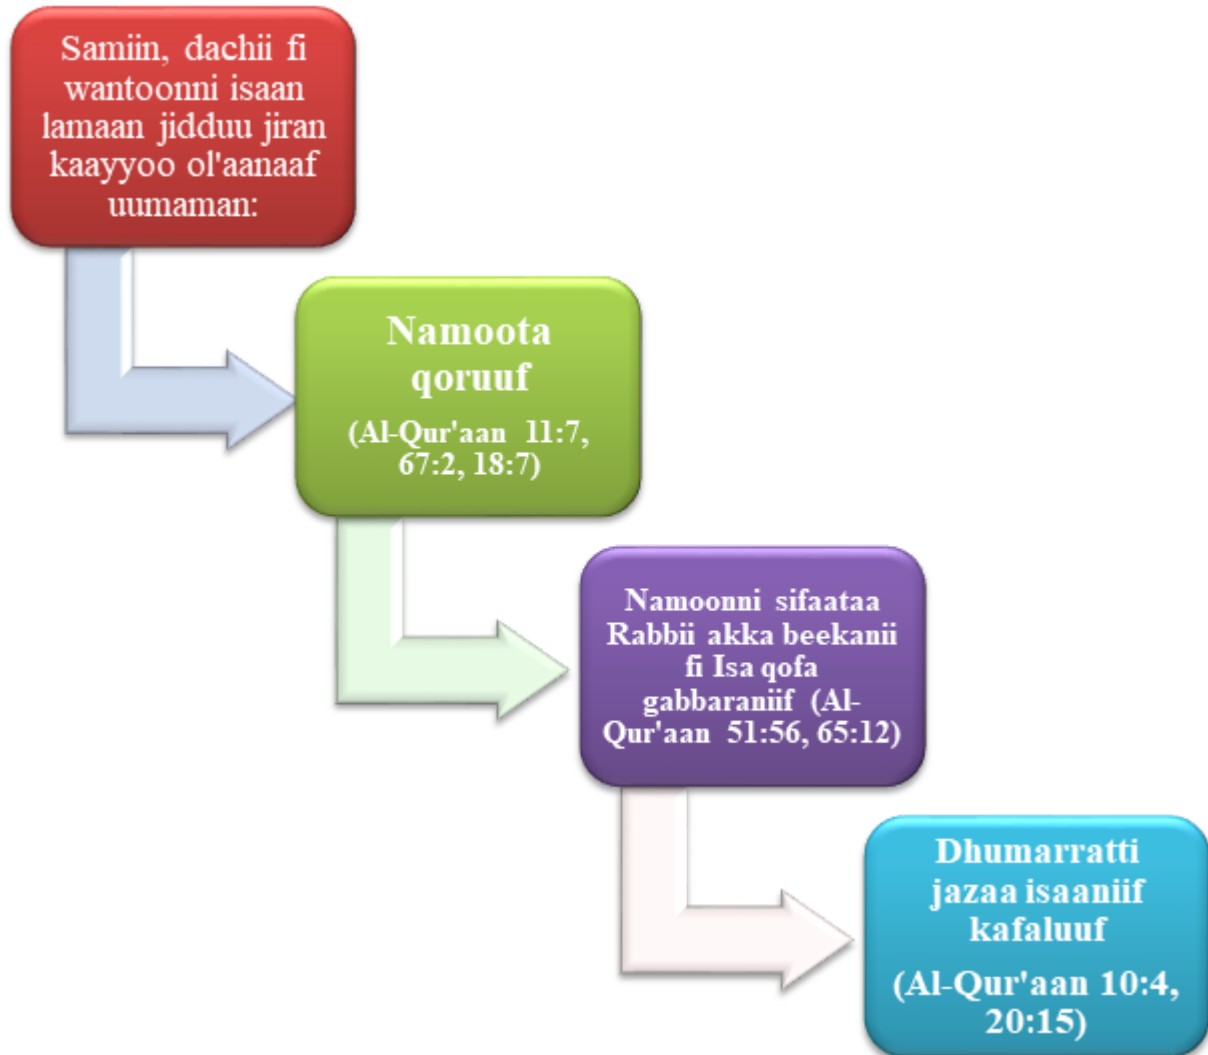 Samiin, dachii fi
wantoonni isaan
lamaan jidduu jiran
kaayyoo ol'aanaaf
uumaman:
Namoota
qoruuf
(Al-Qur'aan 11:7,
67:2, 18:7)
Namoonni sifaataa
Rabbii akka beekanii
fi Isa qofa
gabbaraniif (Al-
Qur'aan 51:56, 65:12)
Dhumarratti
jazaa isaaniif
kafaluuf
(Al-Qur'aan 10:4,
20:15)